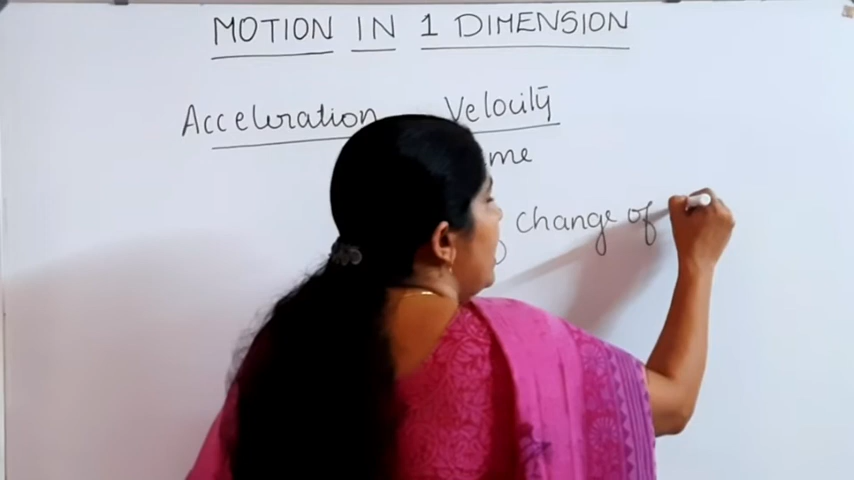 MOTION IN 1 DIMENSION
Acceleration Velocity
change of